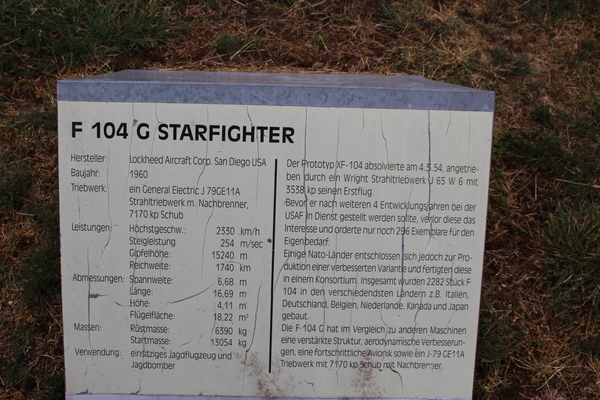 F 104 G STARFIGHTER
Hersteller: Lockheed Aircraft Corp. San Diego USA
Baujahr: 1960
Triebwerk: ein General Electric J 79GE11A
Strahltriebwerk m. Nachbrenner,
7170 kp Schub
Leistungen: Höchstgeschw.: 2330 km/h
Steigleistung 254 m/sec
Gipfelhöhe: 15240 m
Reichweite: 1740 km
Abmessungen: Spannweite: 6,68 m
Länge: 16,69 m
Höhe: 4,11 m
Flügelfläche: 18,22 m²
Massen: Rüstmasse: 6390 kg
Startmasse: 13054 kg
Verwendung: einsitziges Jagdflugzeug und
Jagdbomber
Der Prototyp XF-104 absolvierte am 4.3.54, angetrie-
ben durch ein Wright Strahltriebwerk J 65 W 6 mit
3538 kp seinen Erstflug.
Bevor er nach weiteren 4 Entwicklungsjahren bei der
USAF in Dienst gestellt werden sollte, verlor diese das
Interesse und orderte nur noch 296 Exemplare für den
Eigenbedarf.
Einige Nato-Länder entschlossen sich jedoch zur Pro-
duktion einer verbesserten Variante und fertigten diese
in einem Konsortium. Insgesamt wurden 2282 Stück F
104 in den verschiedendsten Ländern z.B. Italien,
Deutschland, Belgien, Niederlande, Kanada und Japan
gebaut.
Die F 104 G hat im Vergleich zu anderen Maschinen
eine verstärkte Struktur, aerodynamische Verbesserun-
gen, eine fortschrittliche Avionik sowie ein J-79 GE11A
Triebwerk mit 7170 kp Schub mit Nachbrenner.